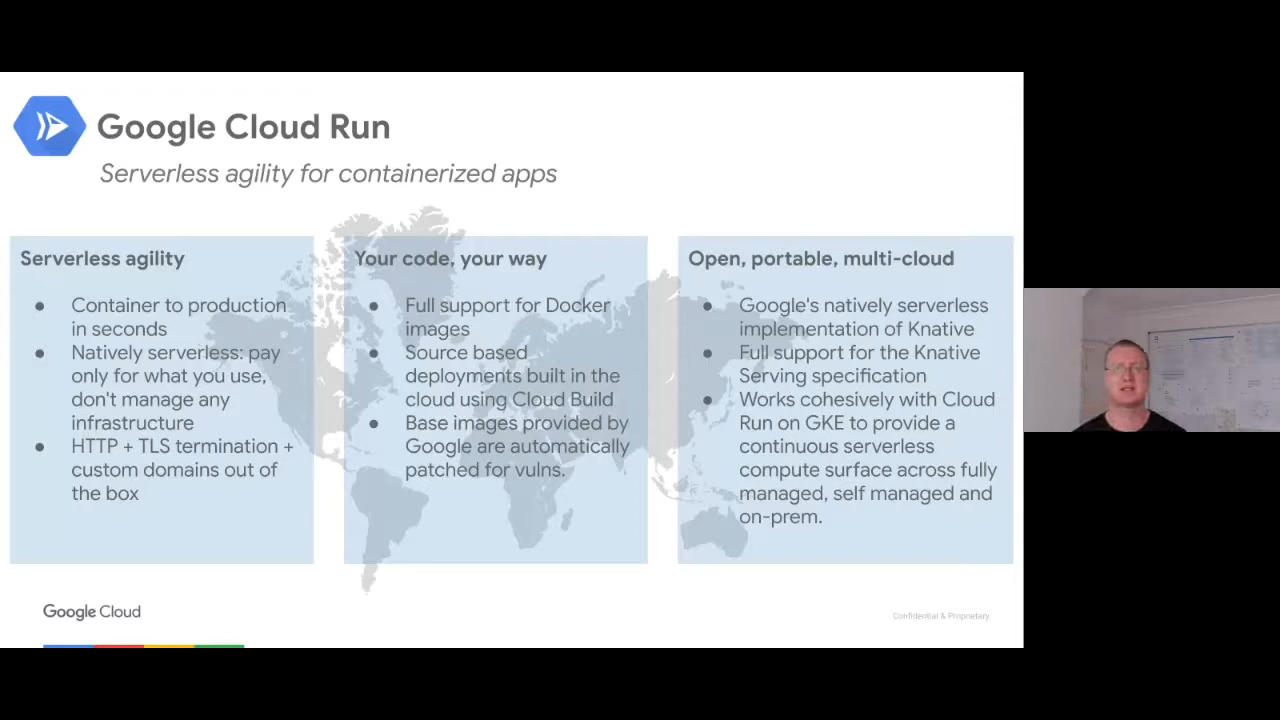 Google Cloud Run
Serverless agility for containerized apps
Serverless agility
● Container to production
in seconds
● Natively serverless: pay
only for what you use,
don't manage any
infrastructure
● HTTP + TLS termination +
custom domains out of
the box
Your code, your way
● Full support for Docker
images
● Source based
deployments built in the
cloud using Cloud Build
● Base images provided by
Google are automatically
patched for vulns.
Open, portable, multi-cloud
● Google's natively serverless
implementation of Knative
● Full support for the Knative
Serving specification
● Works cohesively with Cloud
Run on GKE to provide a
continuous serverless
compute surface across fully
managed, self managed and
on-prem.
Google Cloud
Confidential & Proprietary